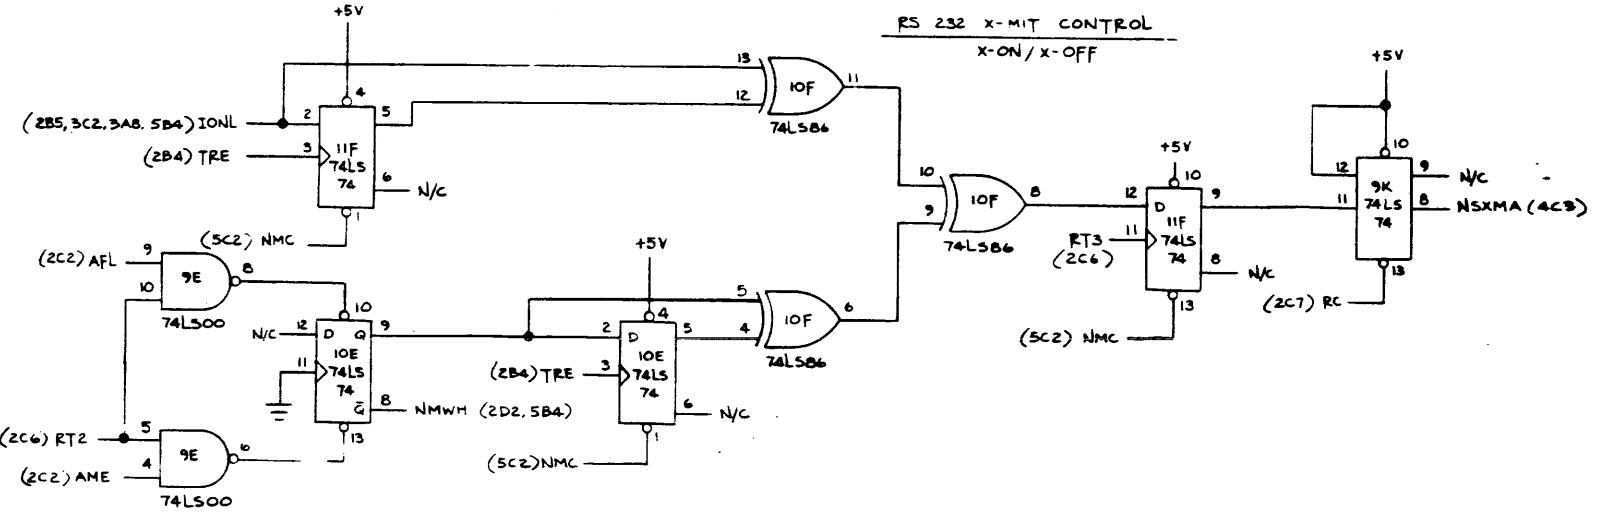 RS 232 X-MIT CONTROL
X-ON/X-OFF
+5V
4
(2B5, 3C2, 3A8, 5B4) IONL
2
5
(2B4) TRE
3
11F
74LS
74
6
N/C
1
(5C2) NMC
13
12
10F
11
74LS86
(2C2) AFL
9
10
9E
8
74LS00
10
N/C
12
D
Q
9
11
10E
74LS
74
Q̅
8
NMWH (2D2, 5B4)
13
(2C6) RT2
5
4
9E
6
(2C2) AME
74LS00
+5V
4
2
D
5
(2B4) TRE
3
10E
74LS
74
6
N/C
1
(5C2) NMC
5
4
10F
6
74LS86
10
9
10F
8
74LS86
+5V
10
12
D
9
11
RT3
(2C6)
11F
74LS
74
8
N/C
13
(5C2) NMC
+5V
10
12
9
N/C
9K
11
74LS
74
8
NSXMA (4C3)
13
(2C7) RC